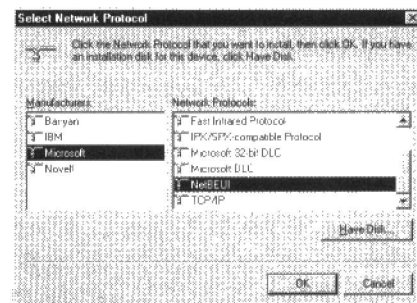 Select Network Protocol
Click the Network Protocol that you want to install, then click OK. If you have
an installation disk for this device, click Have Disk.
Manufacturers:
Banyan
IBM
Microsoft
Novell
Network Protocols:
Fast Infrared Protocol
IPX/SPX-compatible Protocol
Microsoft 32-bit DLC
Microsoft DLC
NetBEUI
TCP/IP
Have Disk...
OK
Cancel